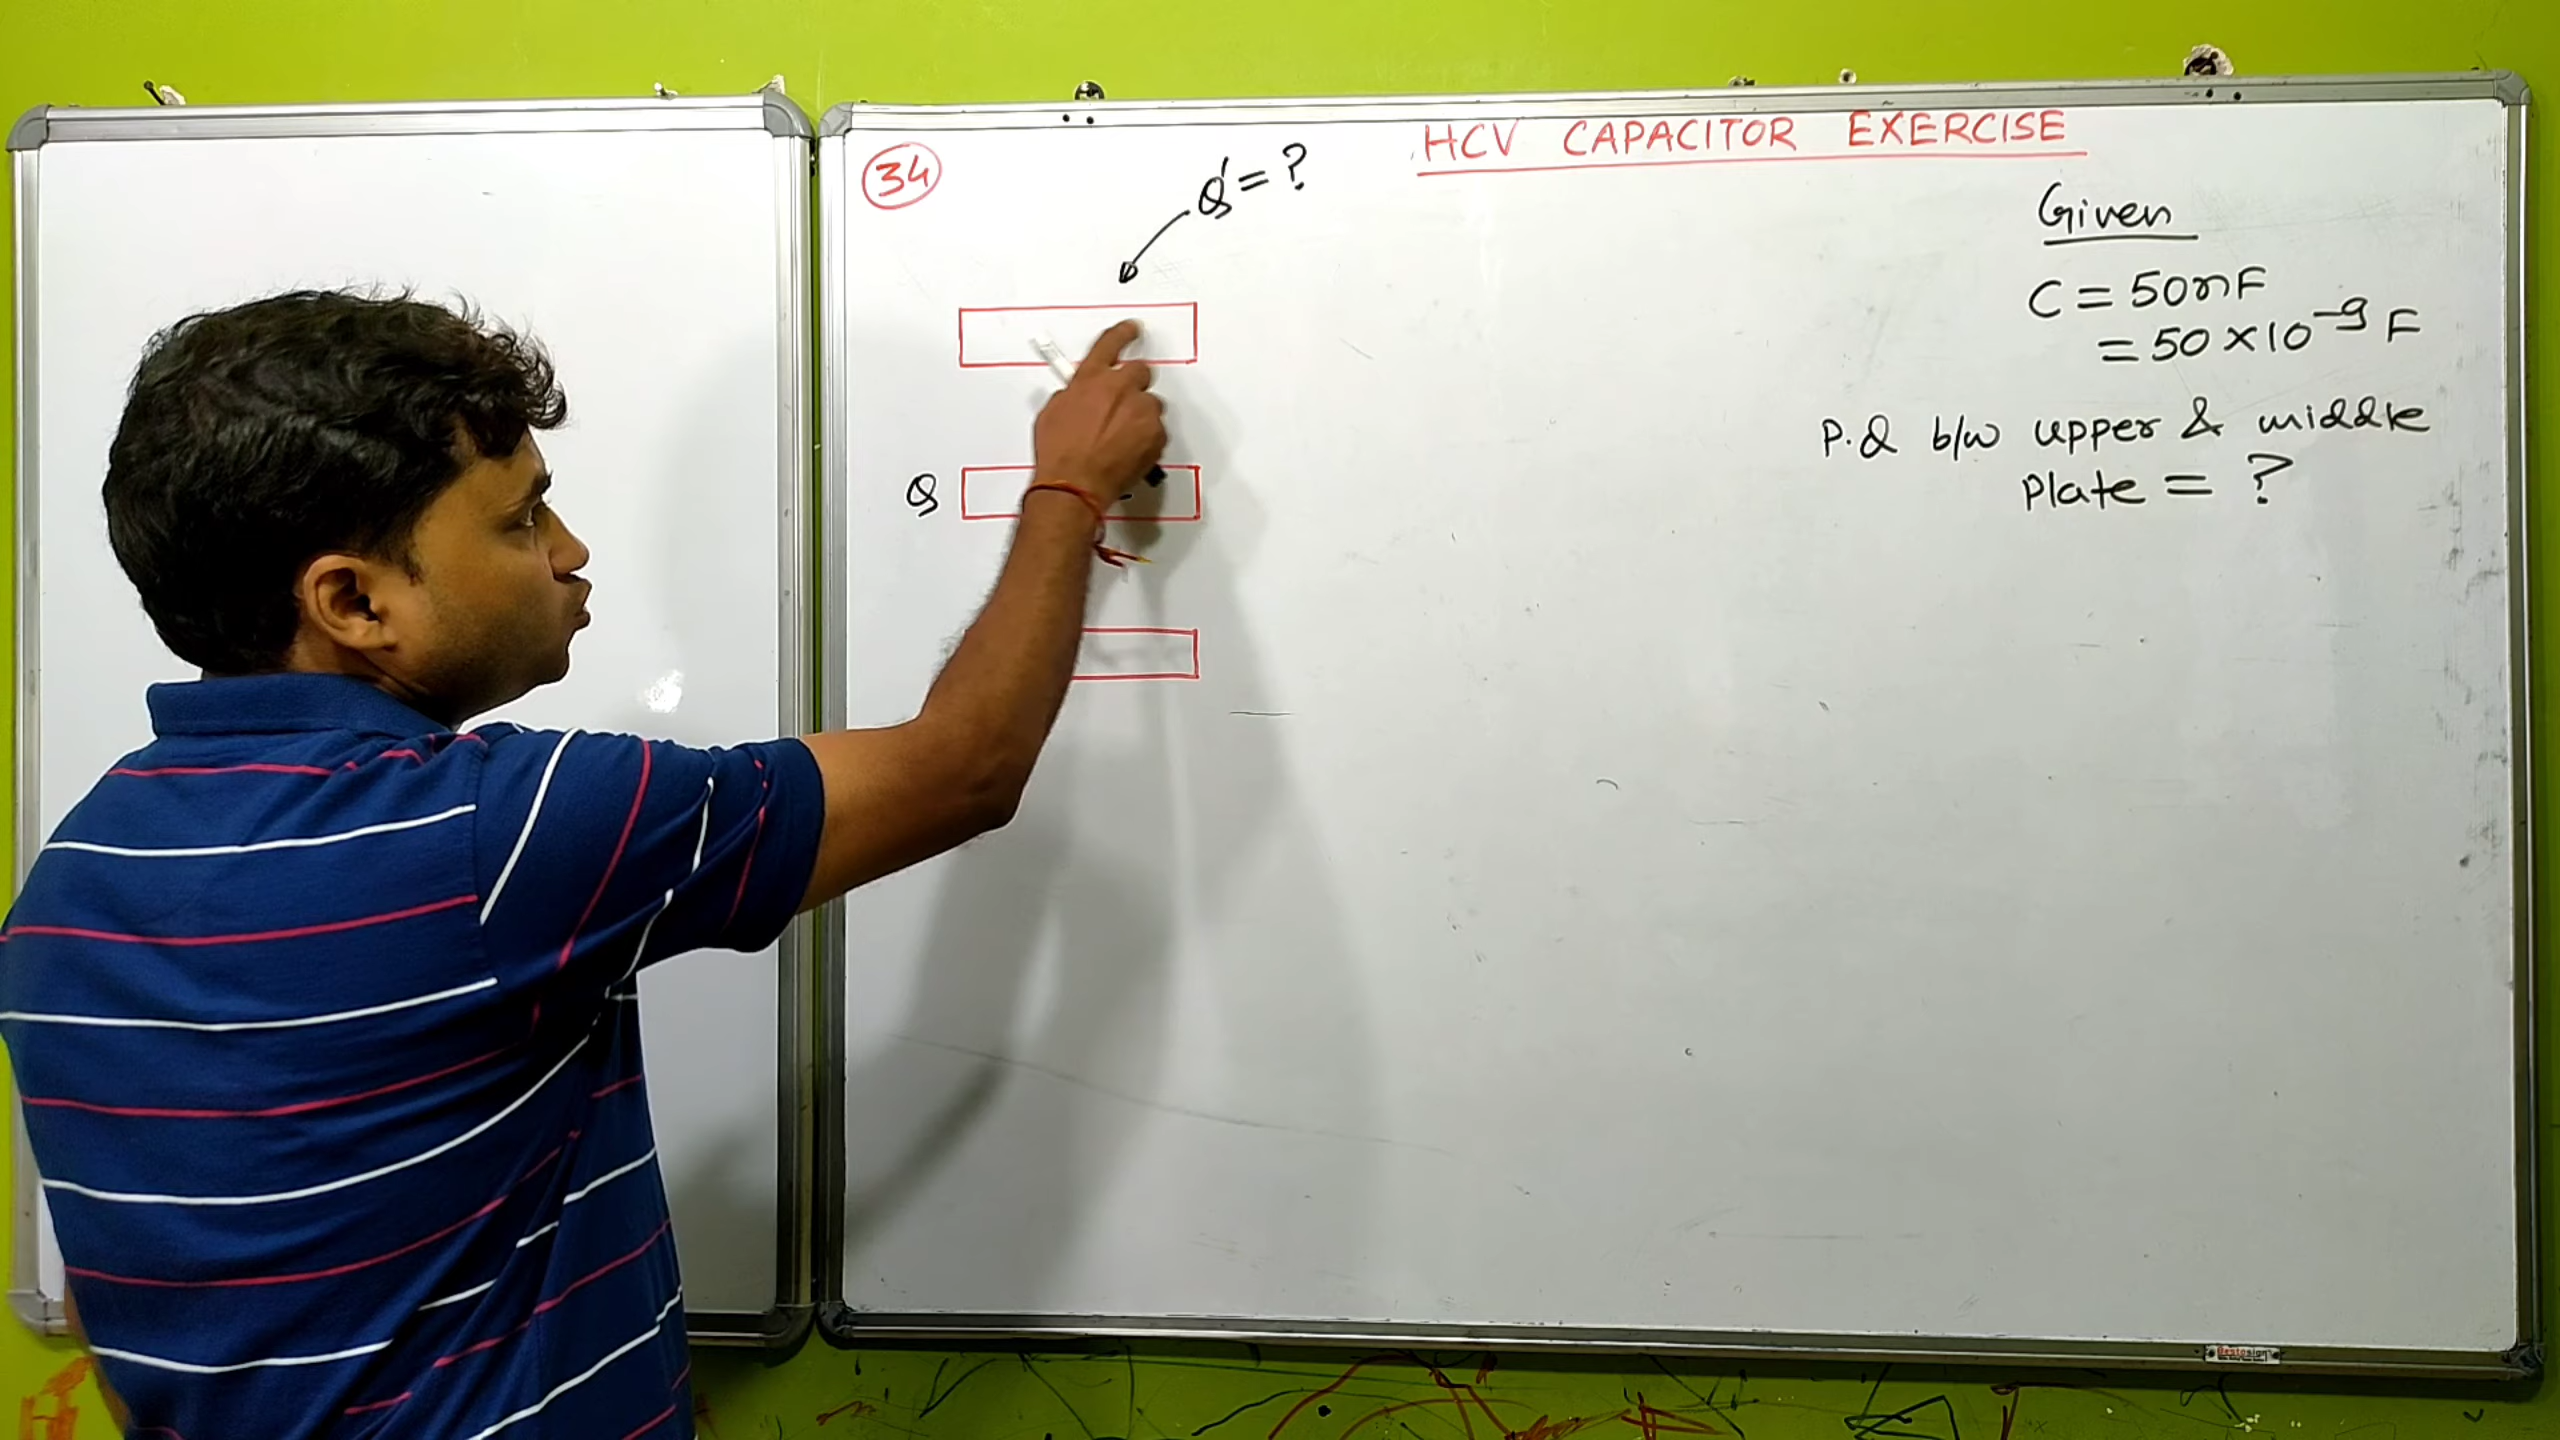 HCV CAPACITOR EXERCISE
34
Q' = ?
Q
Given
C = 50nF
= 50 × 10⁻⁹ F
P.d b/w upper & middle
Plate = ?